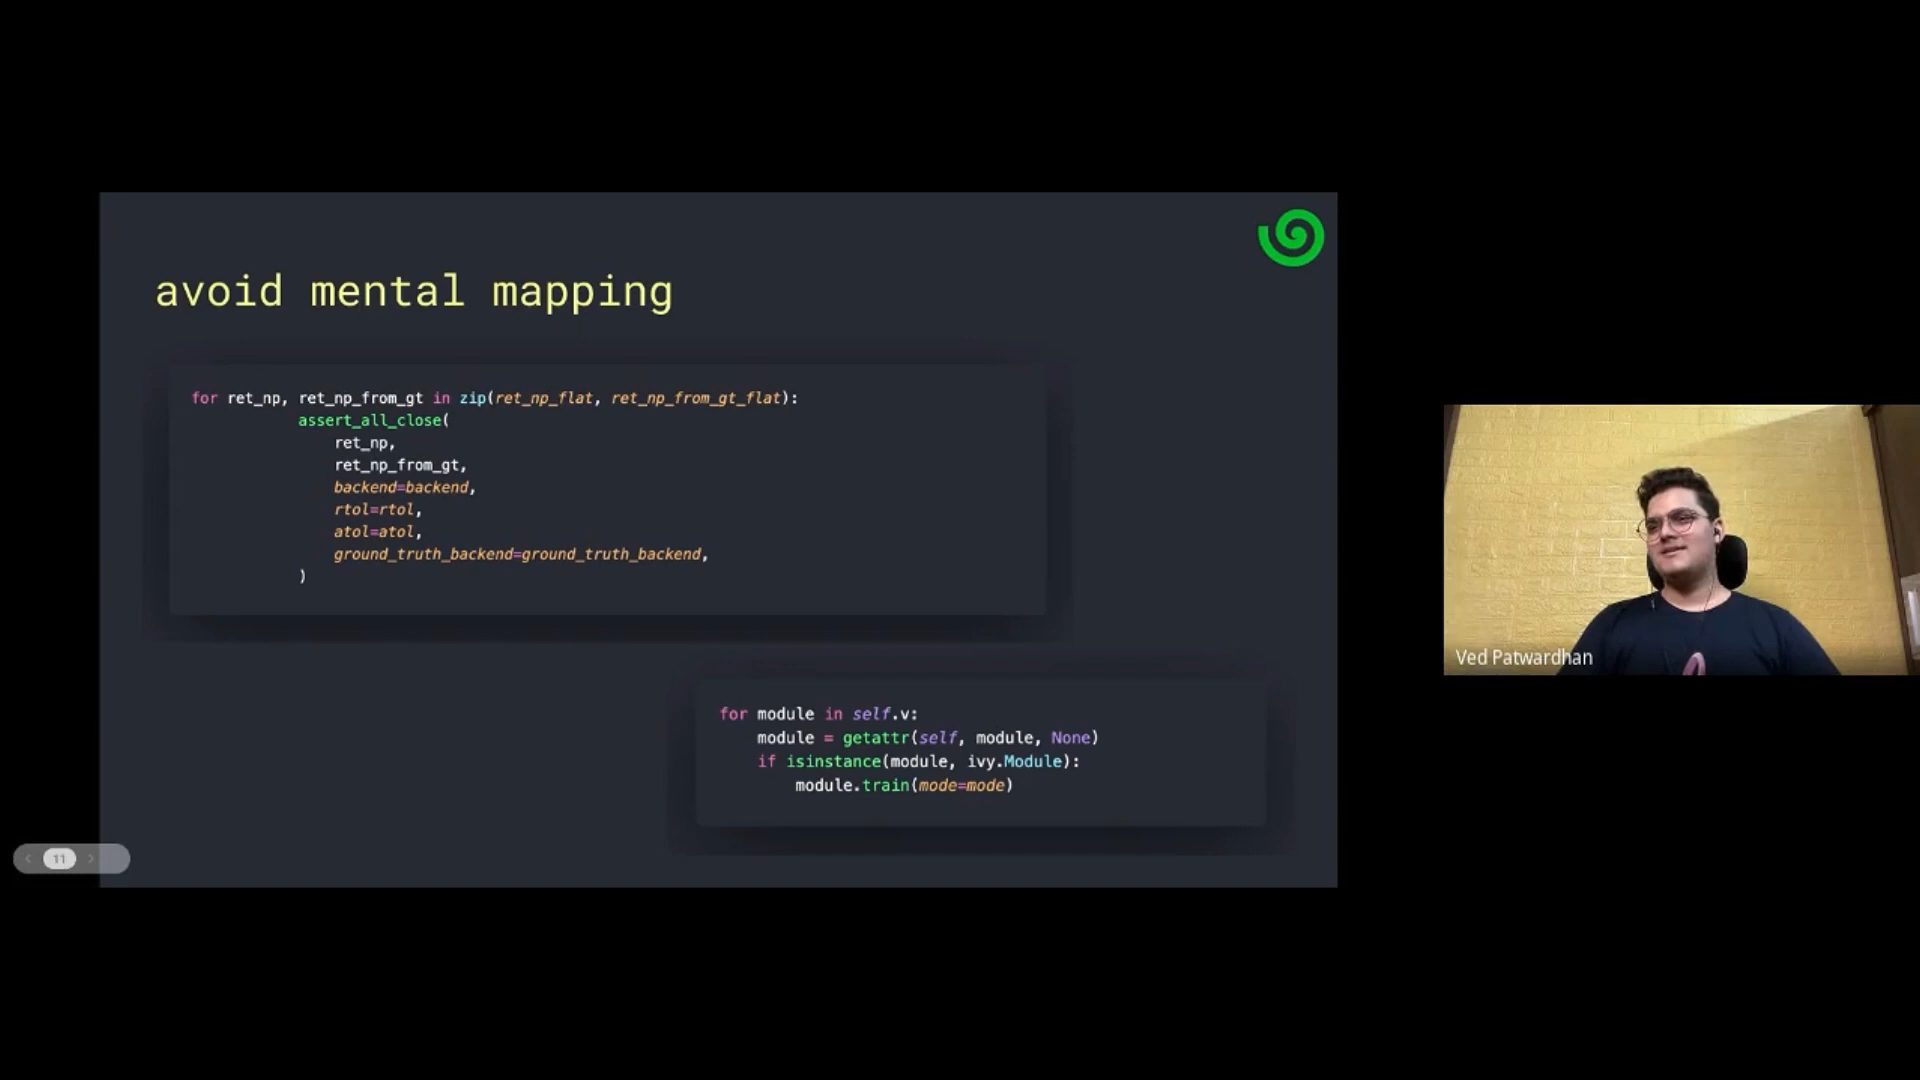 avoid mental mapping
for ret_np, ret_np_from_gt in zip(ret_np_flat, ret_np_from_gt_flat):
assert_all_close(
ret_np,
ret_np_from_gt,
backend=backend,
rtol=rtol,
atol=atol,
ground_truth_backend=ground_truth_backend,
)
for module in self.v:
module = getattr(self, module, None)
if isinstance(module, ivy.Module):
module.train(mode=mode)
Ved Patwardhan
11